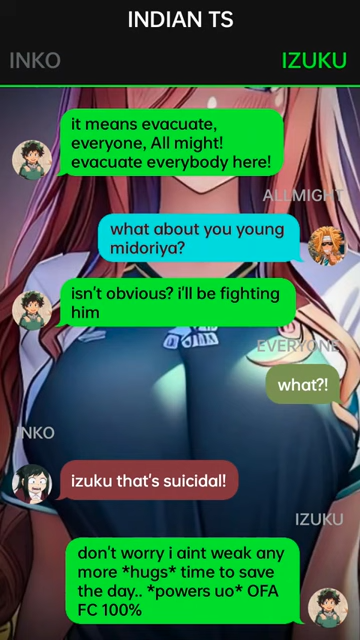 INDIAN TS
INKO
IZUKU
it means evacuate,
everyone, All might!
evacuate everybody here!
ALLMIGHT
what about you young
midoriya?
isn't obvious? i'll be fighting
him
EVERYONE
what?!
INKO
izuku that's suicidal!
IZUKU
don't worry i aint weak any
more *hugs* time to save
the day.. *powers uo* OFA
FC 100%